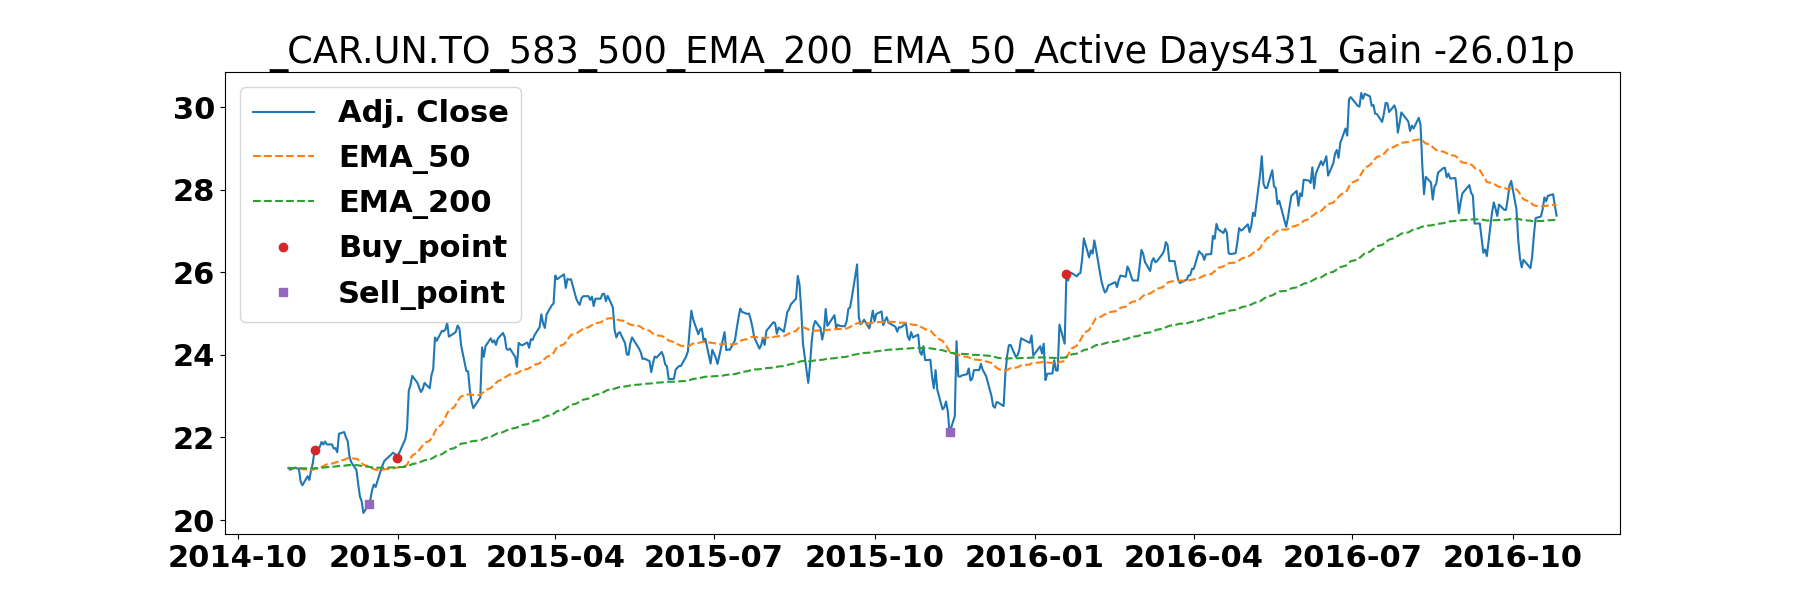 _CAR.UN.TO_583_500_EMA_200_EMA_50_Active Days431_Gain -26.01p
Adj. Close
EMA_50
EMA_200
Buy_point
Sell_point
30
28
26
24
22
20
2014-10 2015-01 2015-04 2015-07 2015-10 2016-01 2016-04 2016-07 2016-10